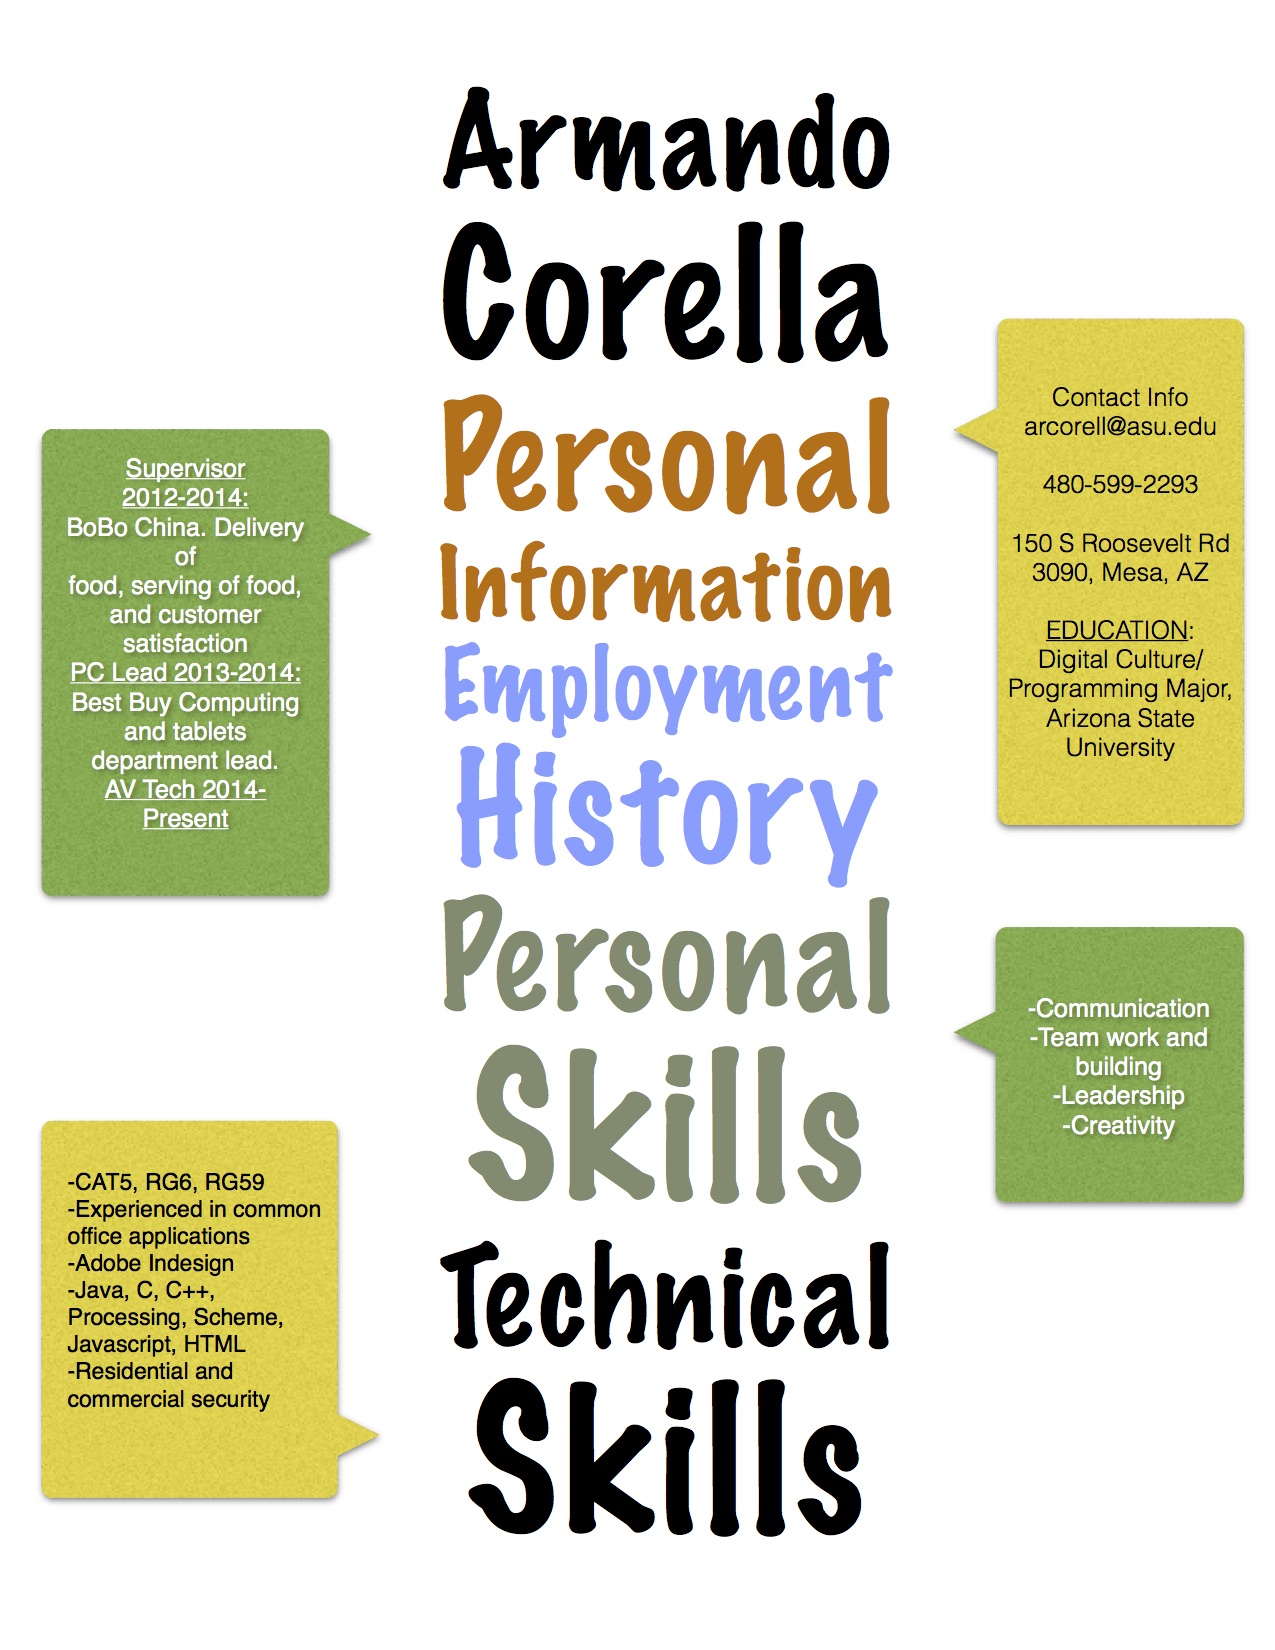 Armando
Corella
Personal
Information
Employment
History
Personal
Skills
Technical
Skills
Contact Info
arcorell@asu.edu
480-599-2293
150 S Roosevelt Rd
3090, Mesa, AZ
EDUCATION:
Digital Culture/
Programming Major,
Arizona State
University
Supervisor
2012-2014:
BoBo China. Delivery
of
food, serving of food,
and customer
satisfaction
PC Lead 2013-2014:
Best Buy Computing
and tablets
department lead.
AV Tech 2014-
Present
-Communication
-Team work and
building
-Leadership
-Creativity
-CAT5, RG6, RG59
-Experienced in common
office applications
-Adobe Indesign
-Java, C, C++,
Processing, Scheme,
Javascript, HTML
-Residential and
commercial security